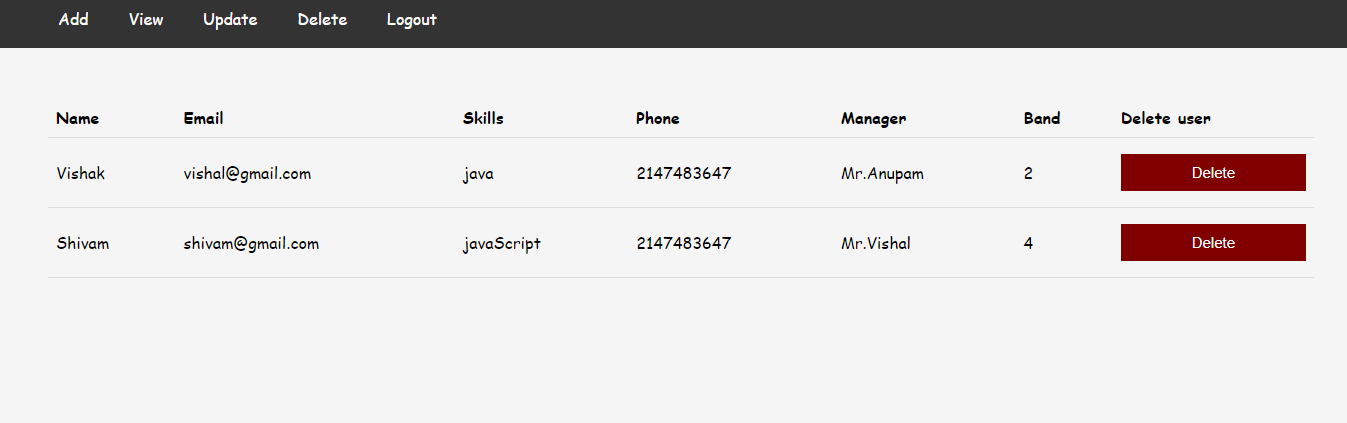 Add View Update Delete Logout
Name Email Skills Phone Manager Band Delete user
Vishak vishal@gmail.com java 2147483647 Mr.Anupam 2 Delete
Shivam shivam@gmail.com javaScript 2147483647 Mr.Vishal 4 Delete